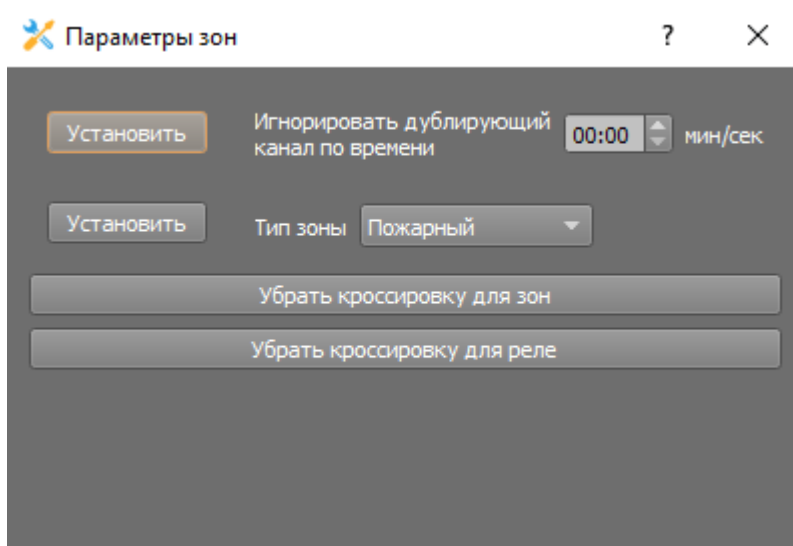 Параметры зон
?
Установить
Игнорировать дублирующий
канал по времени
00:00
мин/сек
Установить
Тип зоны
Пожарный
Убрать кроссировку для зон
Убрать кроссировку для реле